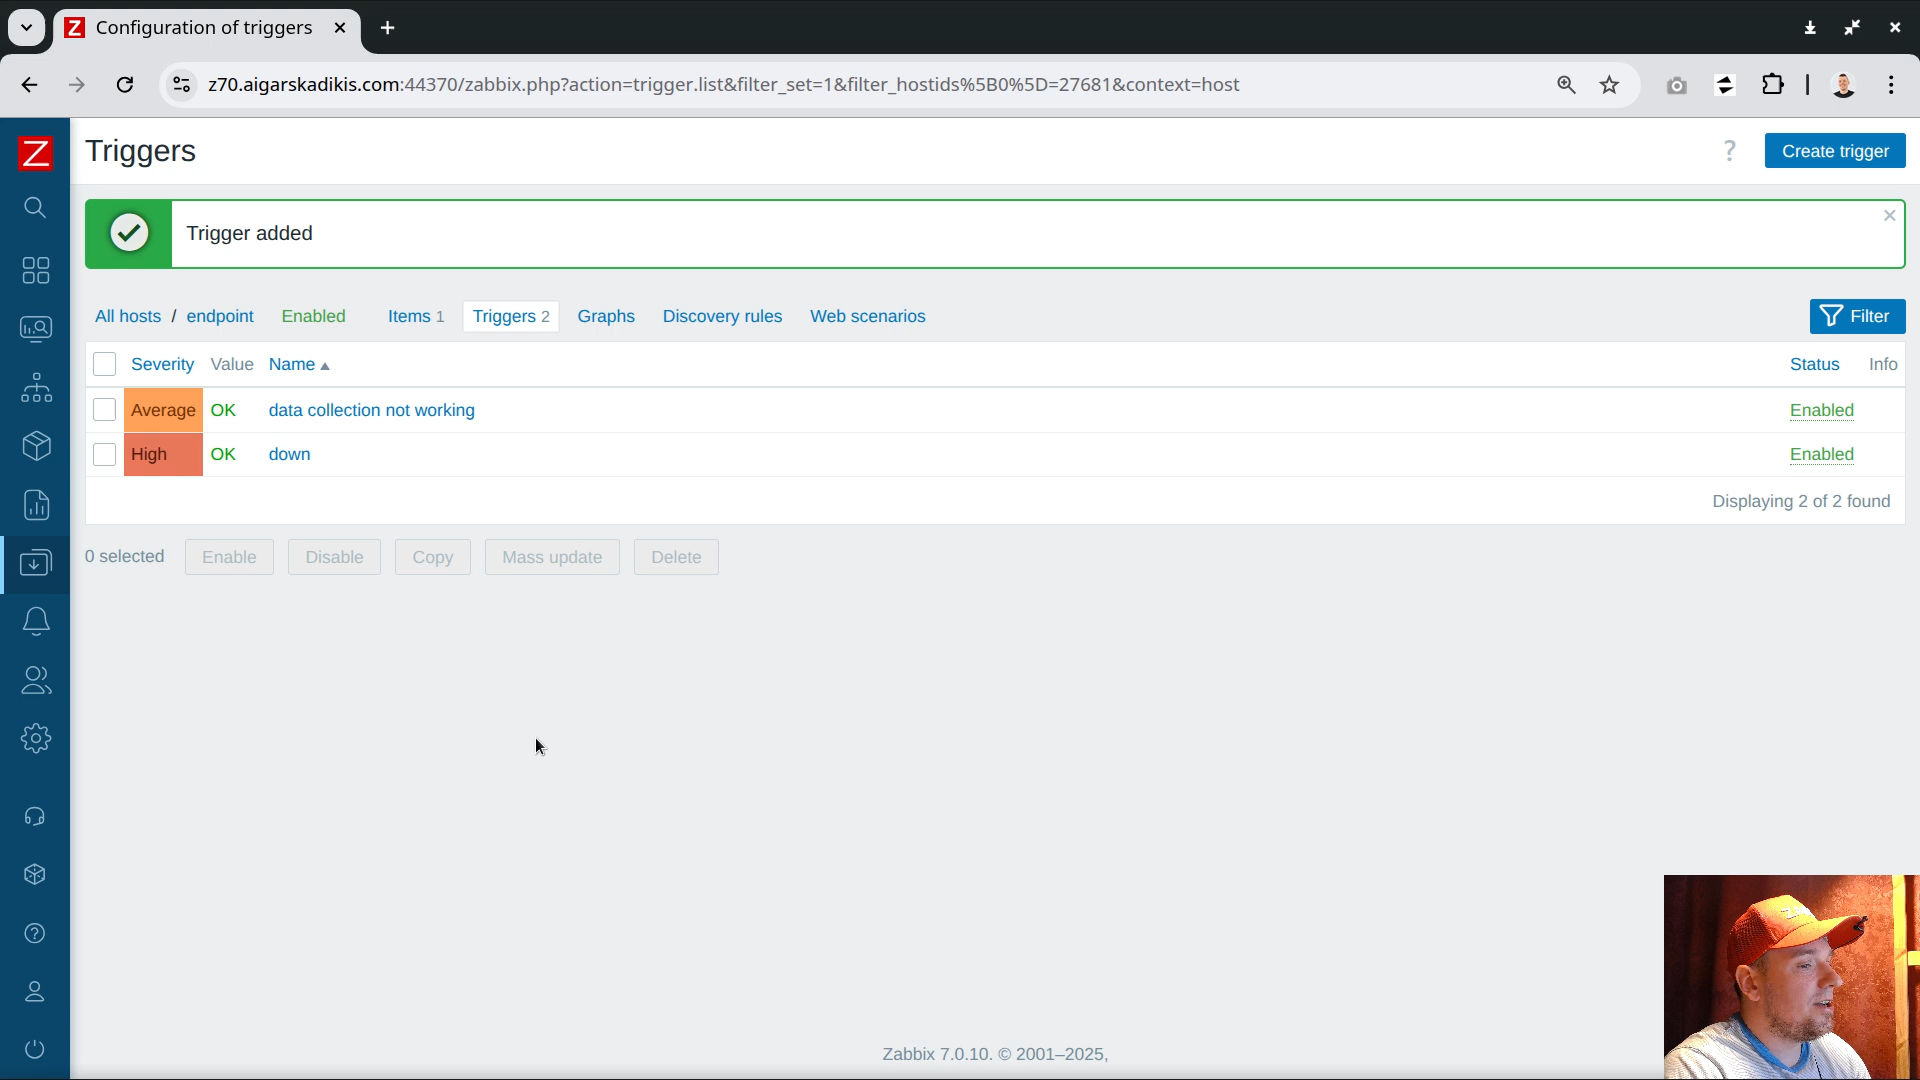 Configuration of triggers
z70.aigarskadikis.com:44370/zabbix.php?action=trigger.list&filter_set=1&filter_hostids%5B0%5D=27681&context=host
Z
Triggers
?
Create trigger
Trigger added
All hosts / endpoint Enabled Items 1 Triggers 2 Graphs Discovery rules Web scenarios
Filter
Severity Value Name Status Info
Average OK data collection not working Enabled
High OK down Enabled
Displaying 2 of 2 found
0 selected Enable Disable Copy Mass update Delete
Zabbix 7.0.10. © 2001–2025,